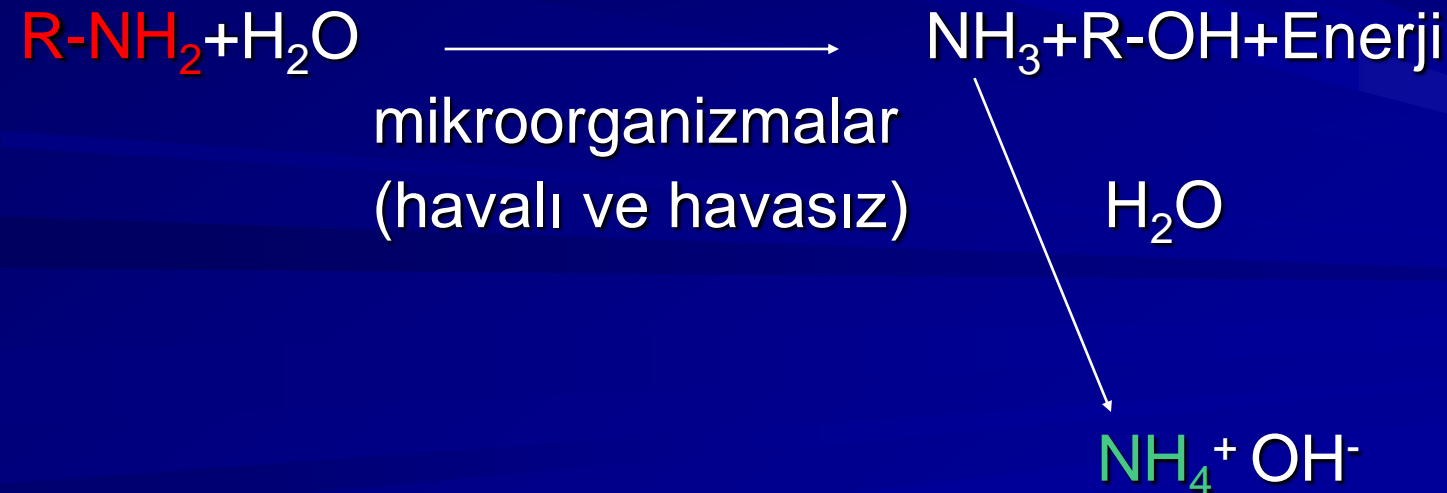 R-NH₂+H₂O NH₃+R-OH+Enerji
mikroorganizmalar
(havalı ve havasız) H₂O
NH₄⁺ OH⁻